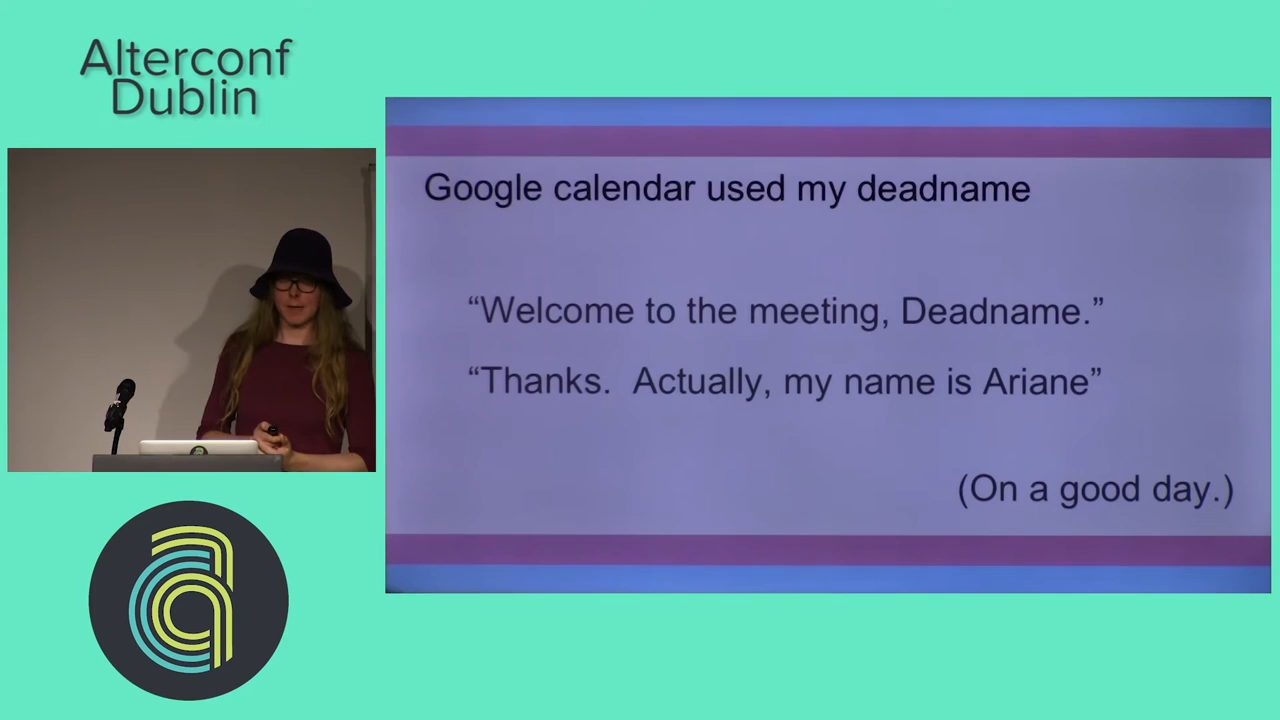 Alterconf
Dublin
Google calendar used my deadname
“Welcome to the meeting, Deadname.”
“Thanks.  Actually, my name is Ariane”
(On a good day.)